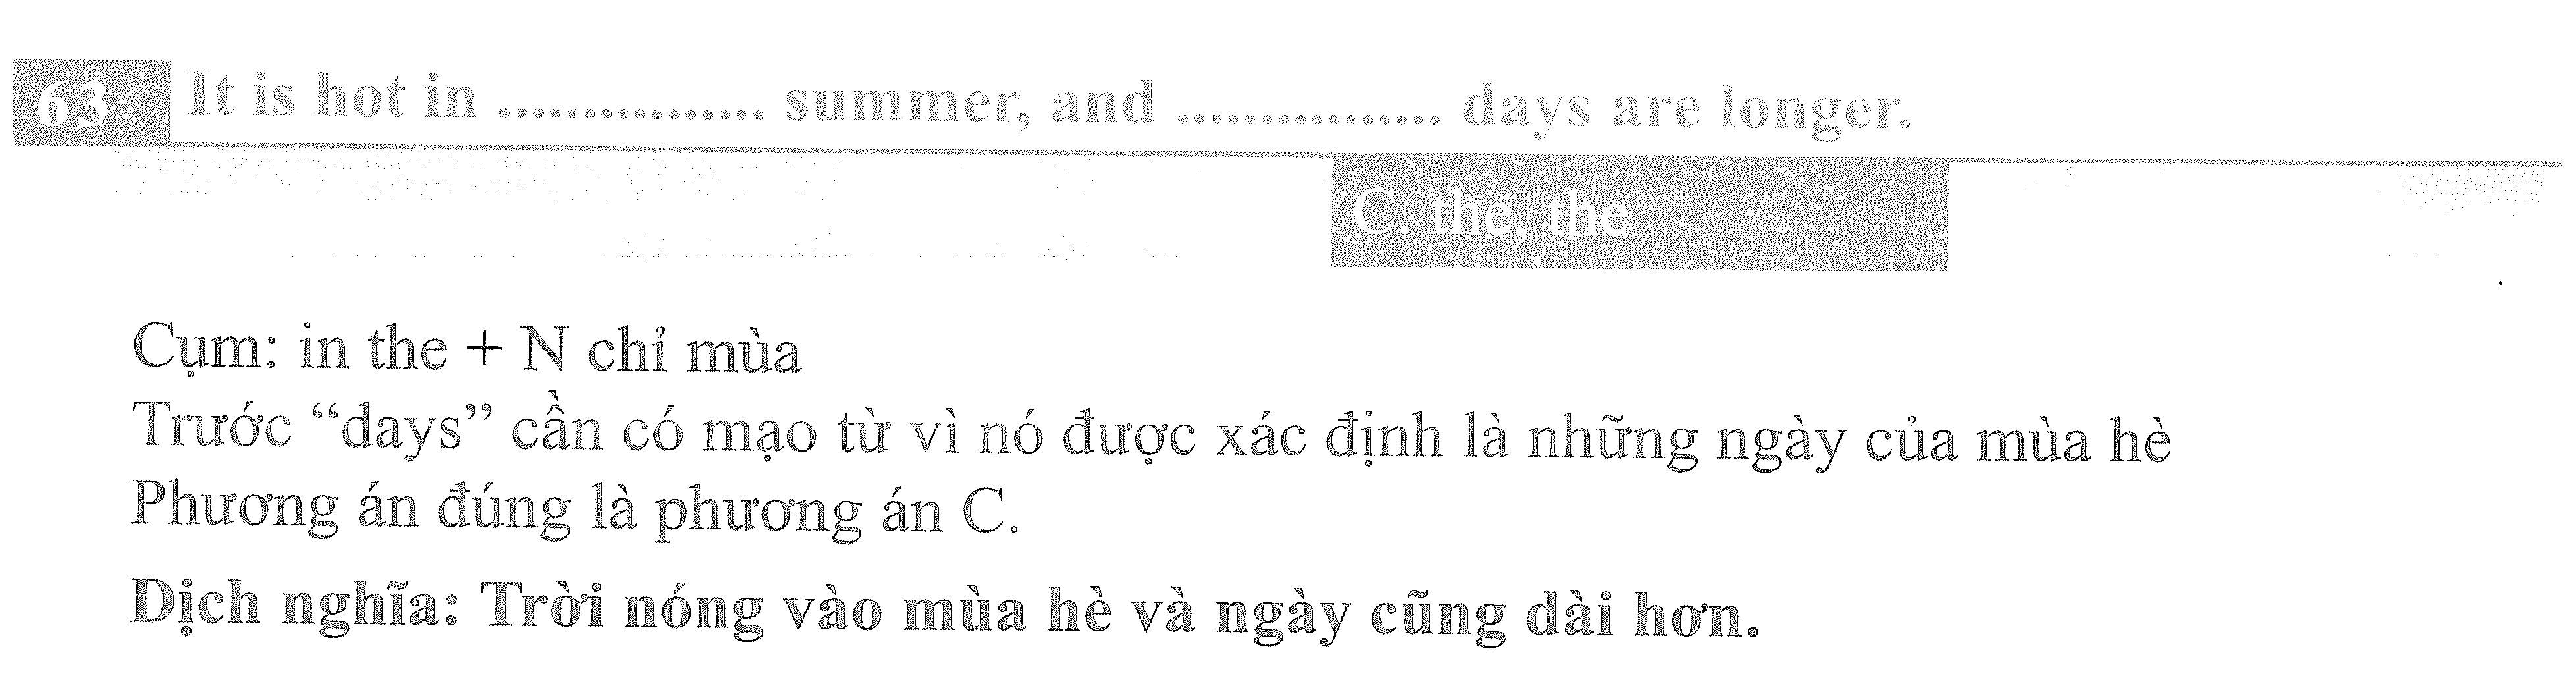 63 It is hot in ............... summer, and ............... days are longer.
C. the, the
Cụm: in the + N chỉ mùa
Trước “days” cần có mạo từ vì nó được xác định là những ngày của mùa hè
Phương án đúng là phương án C.
Dịch nghĩa: Trời nóng vào mùa hè và ngày cũng dài hơn.